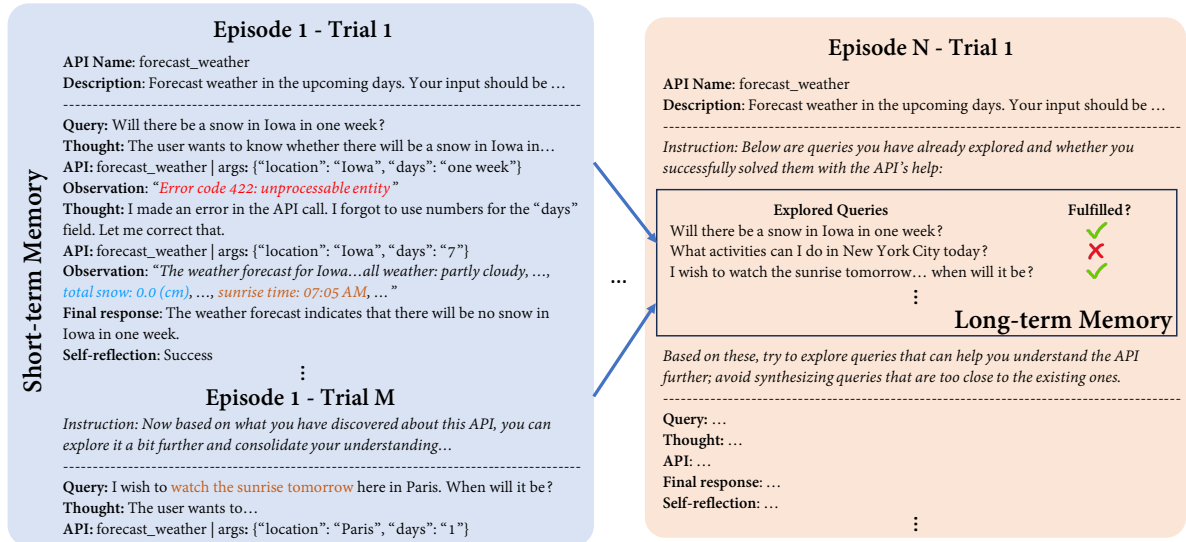 Short-term Memory
Episode 1 - Trial 1
API Name: forecast_weather
Description: Forecast weather in the upcoming days. Your input should be …
Query: Will there be a snow in Iowa in one week?
Thought: The user wants to know whether there will be a snow in Iowa in…
API: forecast_weather | args: {“location”: “Iowa”, “days”: “one week”}
Observation: “Error code 422: unprocessable entity”
Thought: I made an error in the API call. I forgot to use numbers for the “days”
field. Let me correct that.
API: forecast_weather | args: {“location”: “Iowa”, “days”: “7”}
Observation: “The weather forecast for Iowa…all weather: partly cloudy, …,
total snow: 0.0 (cm), …, sunrise time: 07:05 AM, … ”
Final response: The weather forecast indicates that there will be no snow in
Iowa in one week.
Self-reflection: Success
⋮
Episode 1 - Trial M
Instruction: Now based on what you have discovered about this API, you can
explore it a bit further and consolidate your understanding…
Query: I wish to watch the sunrise tomorrow here in Paris. When will it be?
Thought: The user wants to…
API: forecast_weather | args: {“location”: “Paris”, “days”: “1”}
…
Episode N - Trial 1
API Name: forecast_weather
Description: Forecast weather in the upcoming days. Your input should be …
Instruction: Below are queries you have already explored and whether you
successfully solved them with the API’s help:
Explored Queries Fulfilled?
Will there be a snow in Iowa in one week? ✓
What activities can I do in New York City today? ✗
I wish to watch the sunrise tomorrow… when will it be? ✓
⋮
Long-term Memory
Based on these, try to explore queries that can help you understand the API
further; avoid synthesizing queries that are too close to the existing ones.
Query: …
Thought: …
API: …
Final response: …
Self-reflection: …
⋮